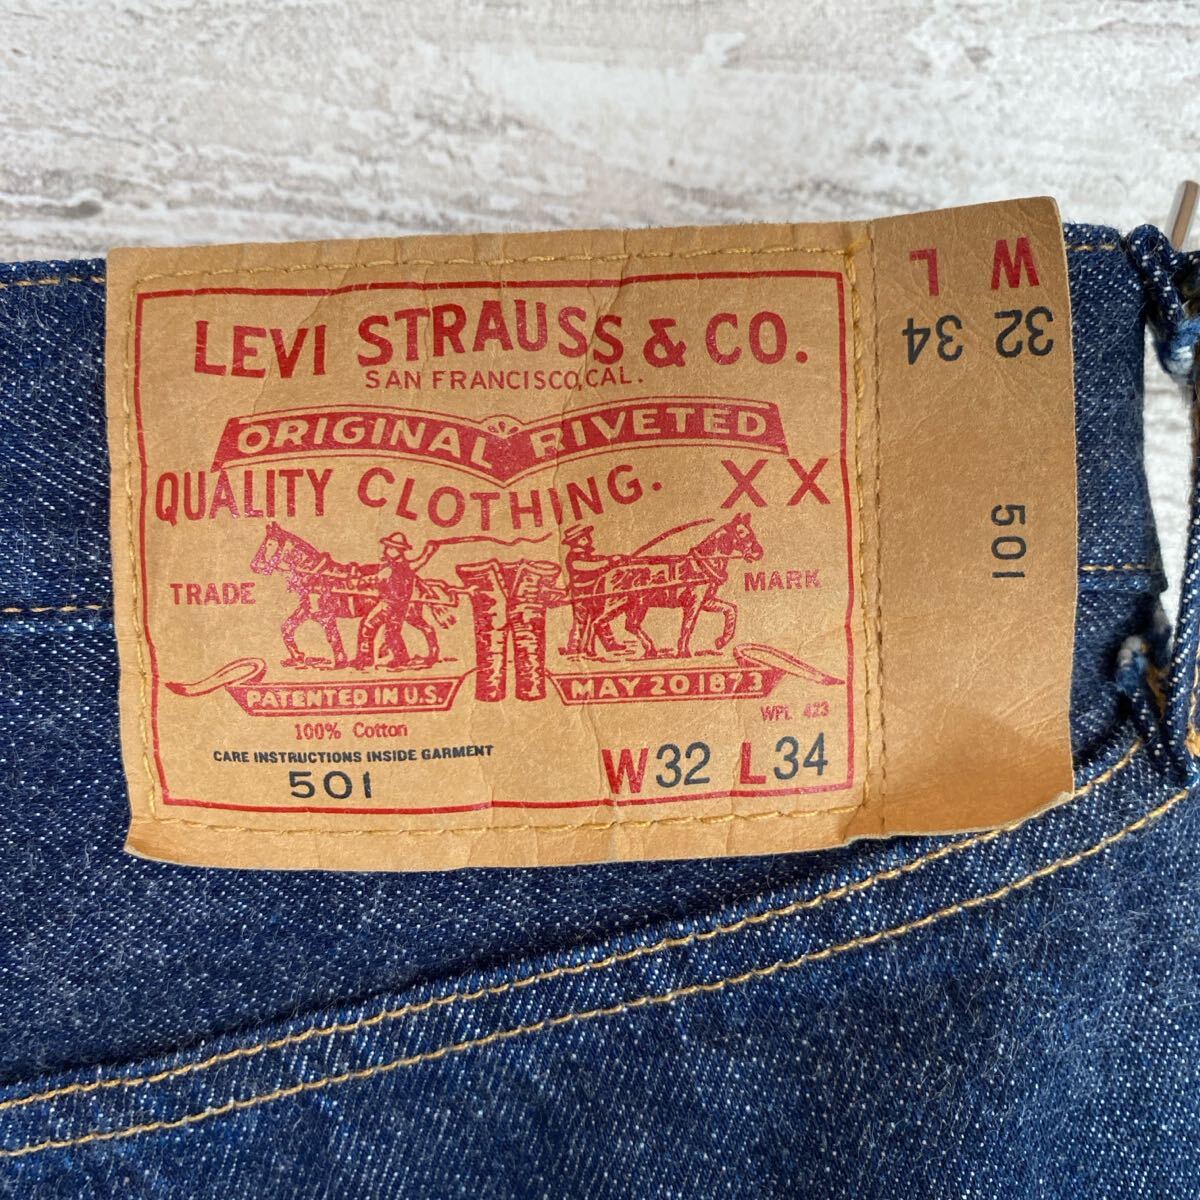 LEVI STRAUSS & CO.
SAN FRANCISCO, CAL.
ORIGINAL RIVETED
QUALITY CLOTHING. XX
TRADE MARK
PATENTED IN U.S. MAY 20 1873
100% Cotton WPL 423
CARE INSTRUCTIONS INSIDE GARMENT
501 W32 L34
W L
32 34
501